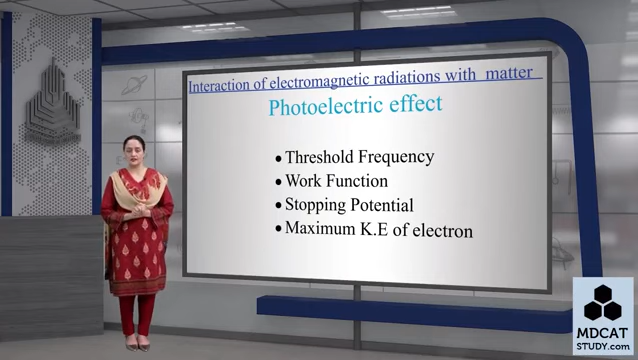 Interaction of electromagnetic radiations with matter
Photoelectric effect
• Threshold Frequency
• Work Function
• Stopping Potential
• Maximum K.E of electron
MDCAT
STUDY.com